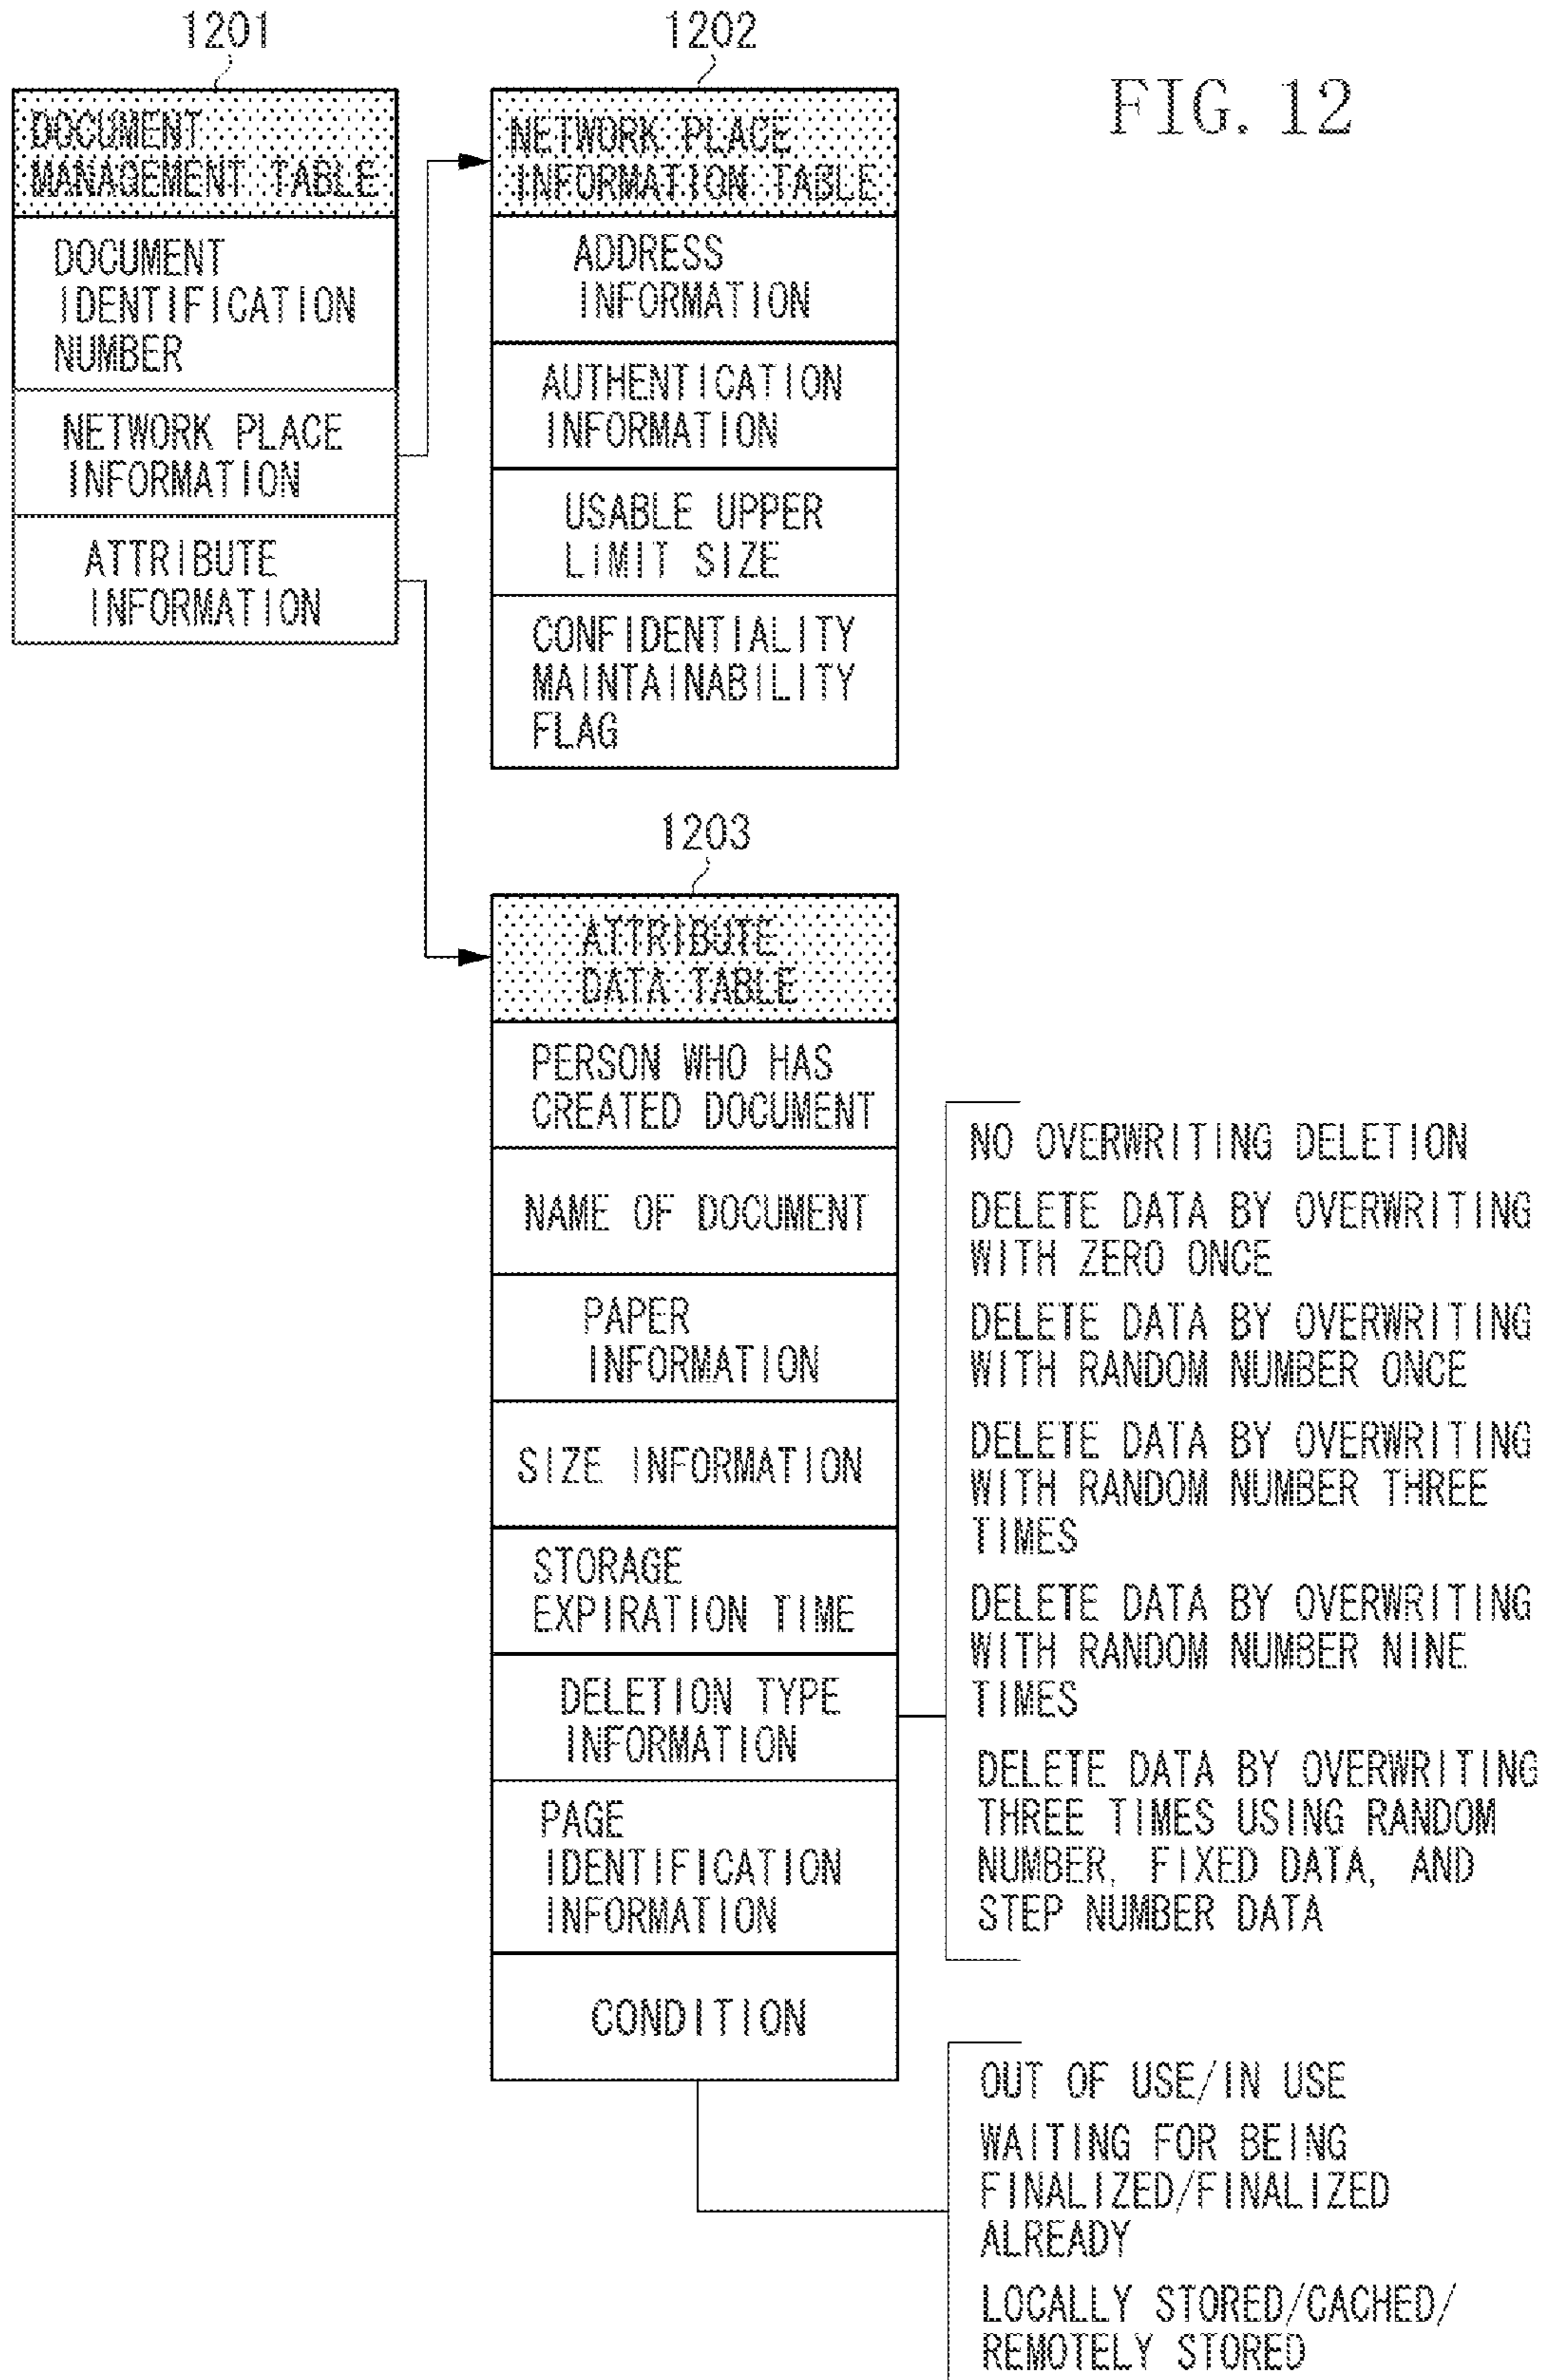 1201
1202
FIG. 12
DOCUMENT
MANAGEMENT TABLE
DOCUMENT
IDENTIFICATION
NUMBER
NETWORK PLACE
INFORMATION
ATTRIBUTE
INFORMATION
NETWORK PLACE
INFORMATION TABLE
ADDRESS
INFORMATION
AUTHENTICATION
INFORMATION
USABLE UPPER
LIMIT SIZE
CONFIDENTIALITY
MAINTAINABILITY
FLAG
1203
ATTRIBUTE
DATA TABLE
PERSON WHO HAS
CREATED DOCUMENT
NAME OF DOCUMENT
PAPER
INFORMATION
SIZE INFORMATION
STORAGE
EXPIRATION TIME
DELETION TYPE
INFORMATION
PAGE
IDENTIFICATION
INFORMATION
CONDITION
NO OVERWRITING DELETION
DELETE DATA BY OVERWRITING
WITH ZERO ONCE
DELETE DATA BY OVERWRITING
WITH RANDOM NUMBER ONCE
DELETE DATA BY OVERWRITING
WITH RANDOM NUMBER THREE
TIMES
DELETE DATA BY OVERWRITING
WITH RANDOM NUMBER NINE
TIMES
DELETE DATA BY OVERWRITING
THREE TIMES USING RANDOM
NUMBER, FIXED DATA, AND
STEP NUMBER DATA
OUT OF USE/IN USE
WAITING FOR BEING
FINALIZED/FINALIZED
ALREADY
LOCALLY STORED/CACHED/
REMOTELY STORED